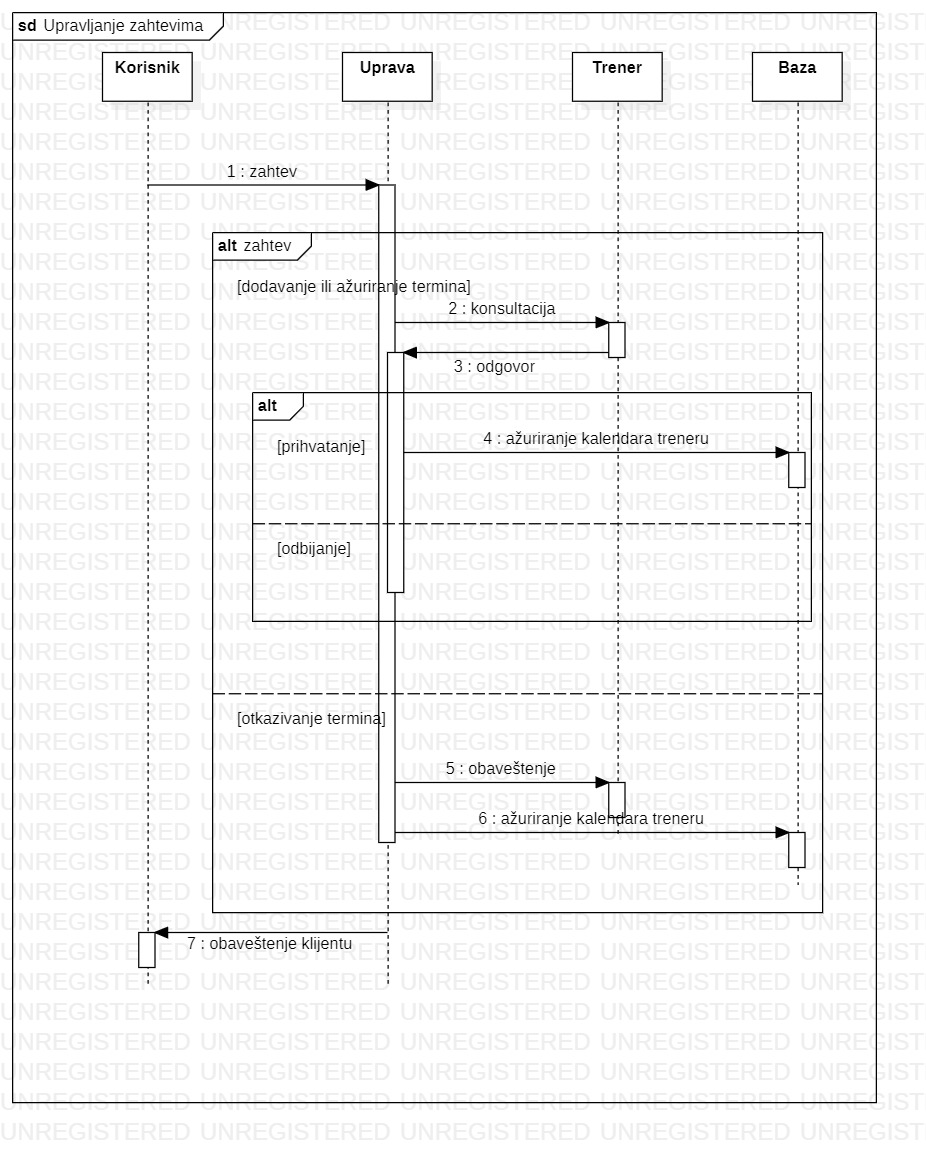 sd Upravljanje zahtevima
Korisnik
Uprava
Trener
Baza
1 : zahtev
alt zahtev
[dodavanje ili ažuriranje termina]
2 : konsultacija
3 : odgovor
alt
[prihvatanje]
4 : ažuriranje kalendara treneru
[odbijanje]
[otkazivanje termina]
5 : obaveštenje
6 : ažuriranje kalendara treneru
7 : obaveštenje klijentu
UNREGISTERED